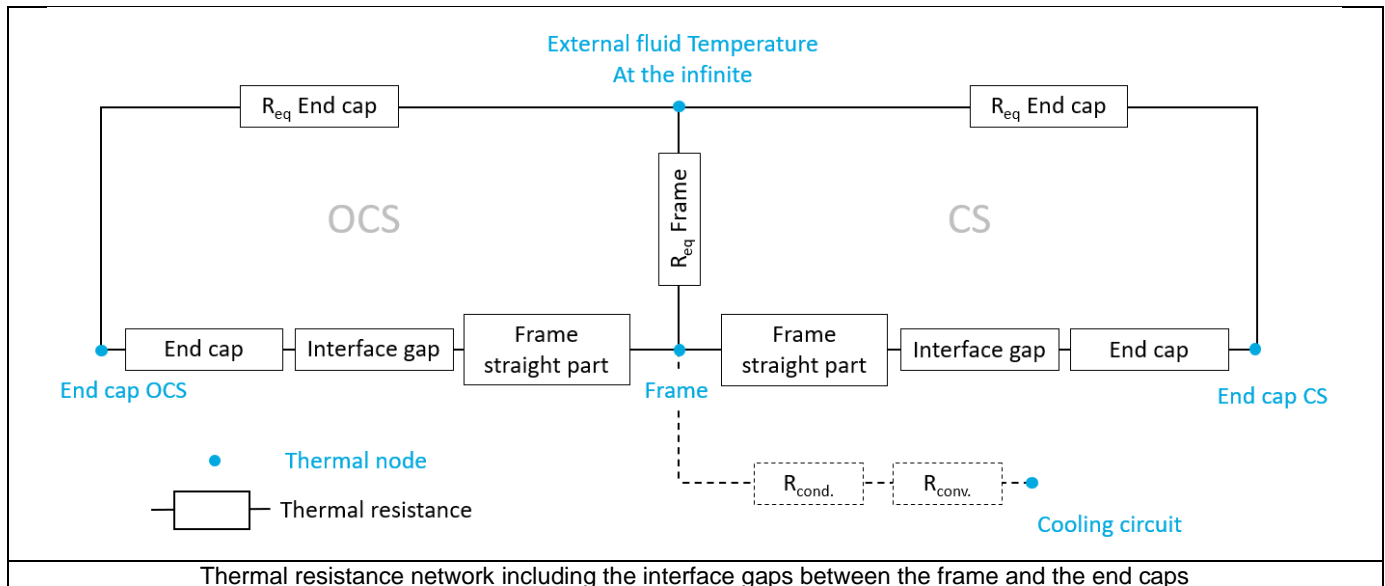 External fluid Temperature
At the infinite
Req End cap
Req End cap
Req Frame
OCS
CS
End cap
Interface gap
Frame
straight part
Frame
straight part
Interface gap
End cap
End cap OCS
Frame
End cap CS
Thermal node
Rcond.
Rconv.
Thermal resistance
Cooling circuit
Thermal resistance network including the interface gaps between the frame and the end caps